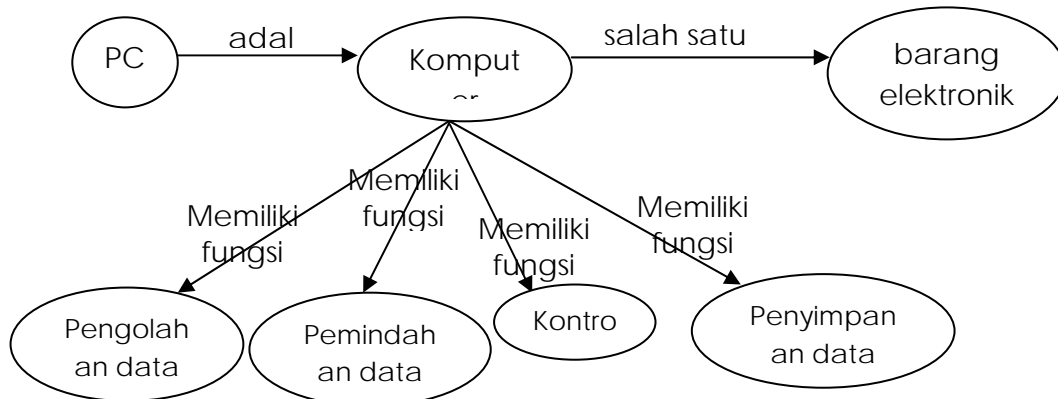 PC
adal
Komput
salah satu
barang
elektronik
Memiliki
fungsi
Memiliki
fungsi
Memiliki
fungsi
Memiliki
fungsi
Pengolah
an data
Pemindah
an data
Kontro
Penyimpan
an data